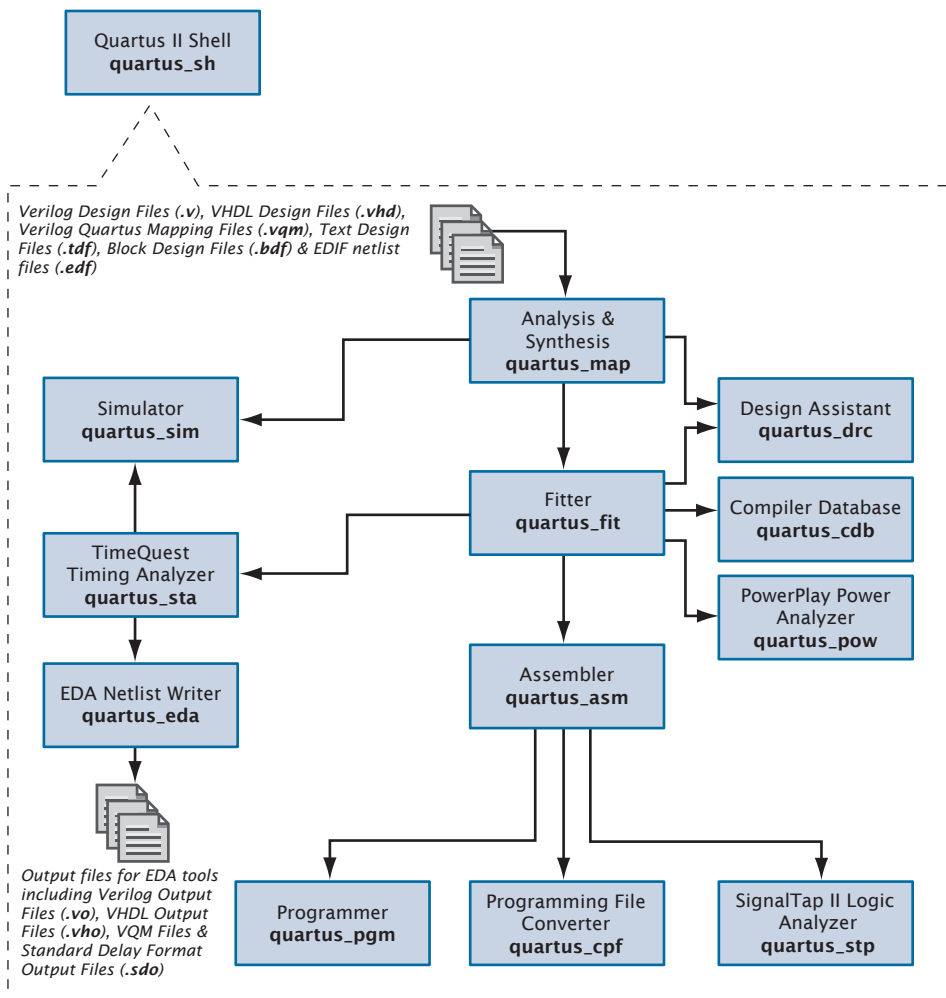 Quartus II Shell
quartus_sh
Verilog Design Files (.v), VHDL Design Files (.vhd),
Verilog Quartus Mapping Files (.vqm), Text Design
Files (.tdf), Block Design Files (.bdf) & EDIF netlist
files (.edf)
Analysis &
Synthesis
quartus_map
Simulator
quartus_sim
Design Assistant
quartus_drc
Fitter
quartus_fit
Compiler Database
quartus_cdb
TimeQuest
Timing Analyzer
quartus_sta
PowerPlay Power
Analyzer
quartus_pow
EDA Netlist Writer
quartus_eda
Assembler
quartus_asm
Output files for EDA tools
including Verilog Output
Files (.vo), VHDL Output
Files (.vho), VQM Files &
Standard Delay Format
Output Files (.sdo)
Programmer
quartus_pgm
Programming File
Converter
quartus_cpf
SignalTap II Logic
Analyzer
quartus_stp